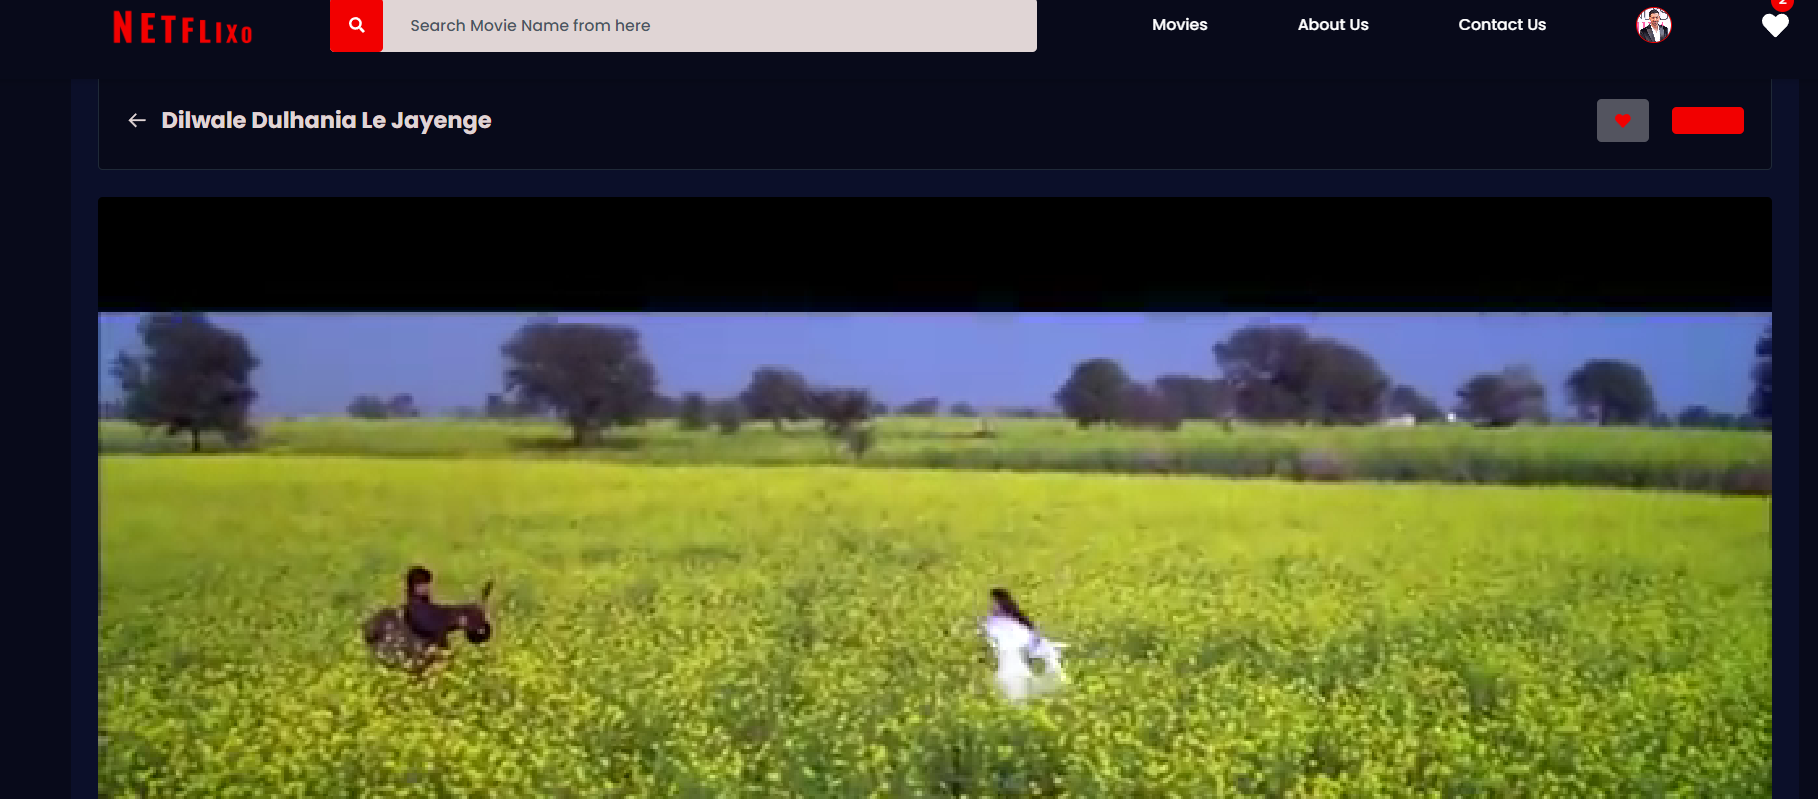 NETFLIXO
Search Movie Name from here
Movies
About Us
Contact Us
2
Dilwale Dulhania Le Jayenge